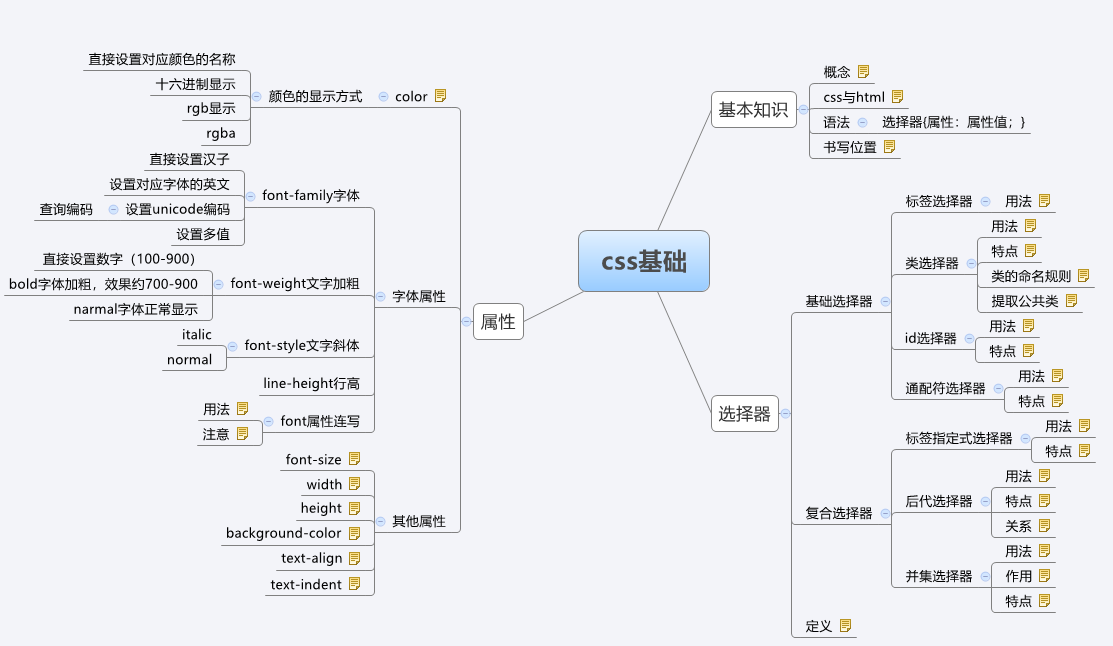 css基础
基本知识
概念
css与html
语法
选择器{属性：属性值；}
书写位置
选择器
基础选择器
标签选择器
用法
类选择器
用法
特点
类的命名规则
提取公共类
id选择器
用法
特点
通配符选择器
用法
特点
复合选择器
标签指定式选择器
用法
特点
后代选择器
用法
特点
关系
并集选择器
用法
作用
特点
定义
属性
color
颜色的显示方式
直接设置对应颜色的名称
十六进制显示
rgb显示
rgba
字体属性
font-family字体
直接设置汉子
设置对应字体的英文
设置unicode编码
查询编码
设置多值
font-weight文字加粗
直接设置数字（100-900）
bold字体加粗，效果约700-900
narmal字体正常显示
font-style文字斜体
italic
normal
line-height行高
font属性连写
用法
注意
其他属性
font-size
width
height
background-color
text-align
text-indent